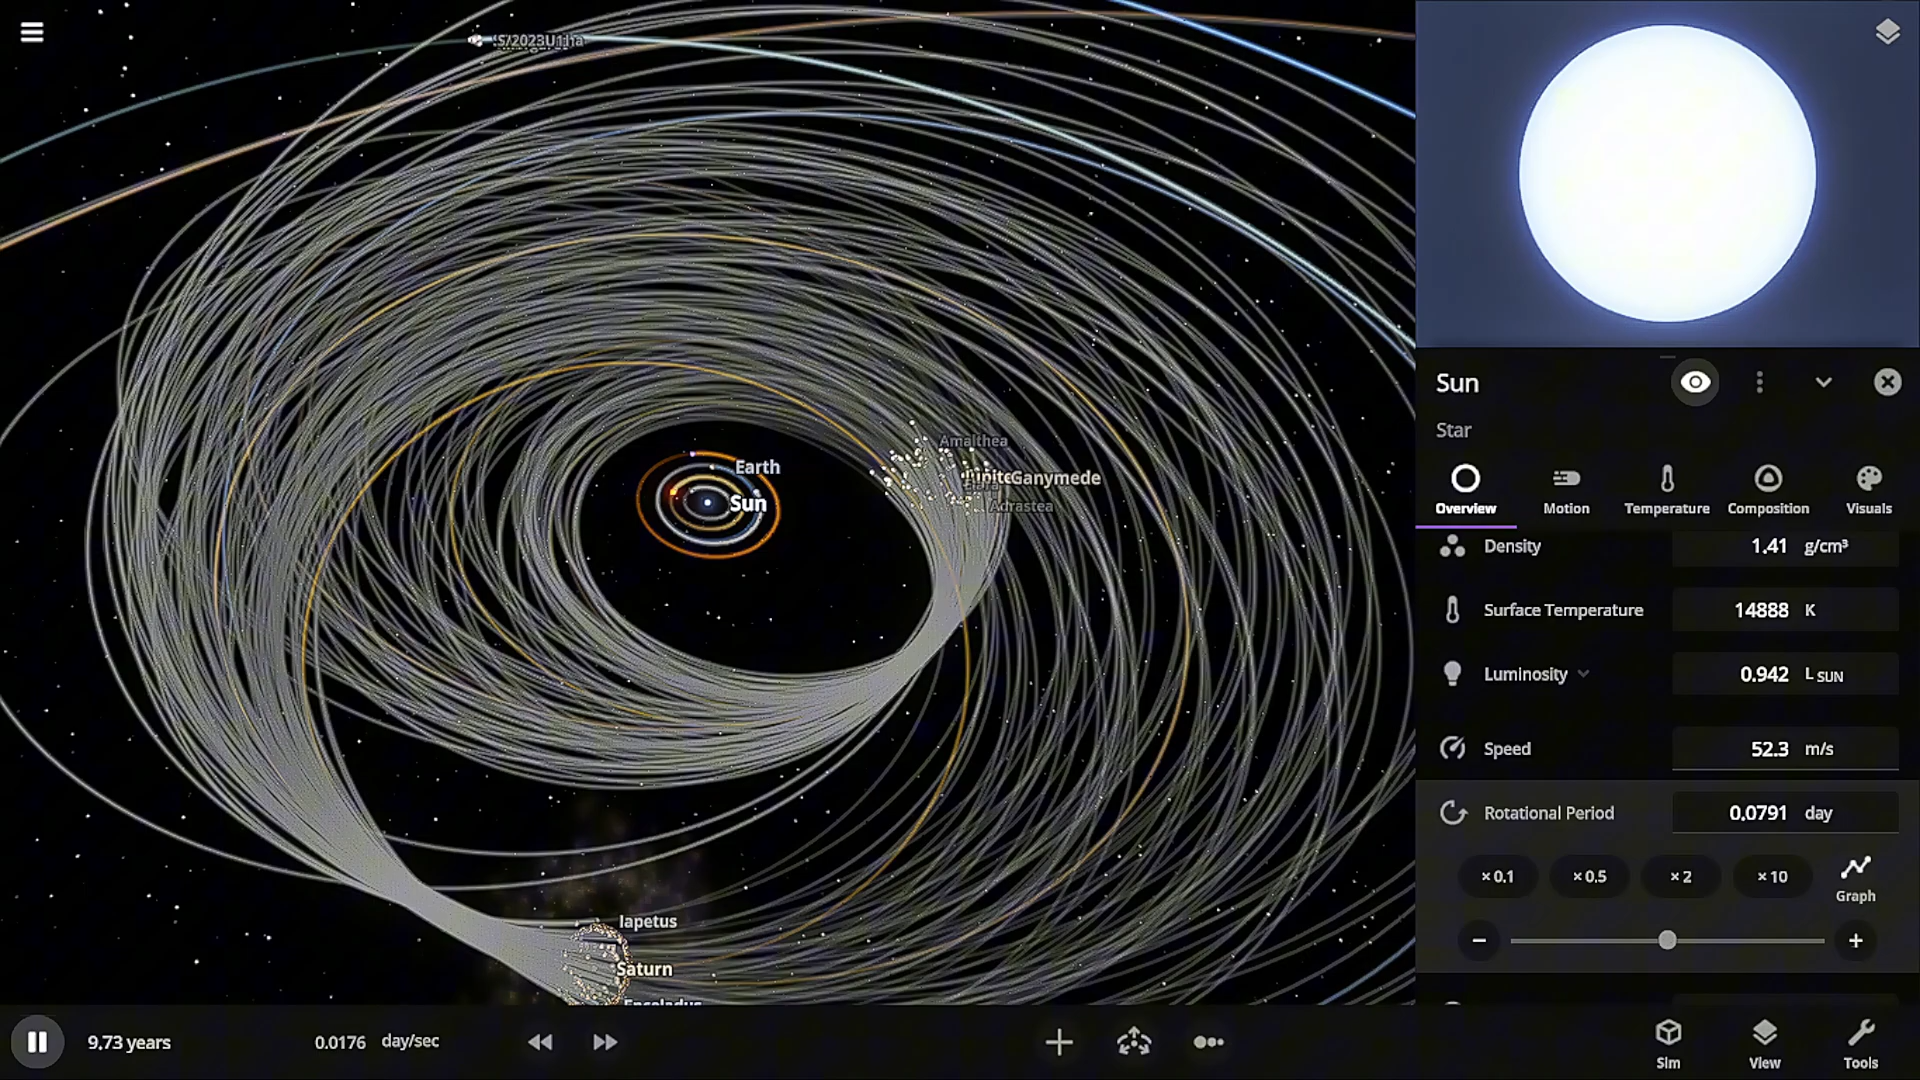 S/2023U1ha
Amalthea
Ganymede
Adrastea
Earth
Sun
Iapetus
Saturn
Enceladus
Sun
Star
Overview
Motion
Temperature
Composition
Visuals
Density 1.41 g/cm³
Surface Temperature 14888 K
Luminosity 0.942 L SUN
Speed 52.3 m/s
Rotational Period 0.0791 day
×0.1 ×0.5 ×2 ×10
Graph
9.73 years 0.0176 day/sec
Sim View Tools